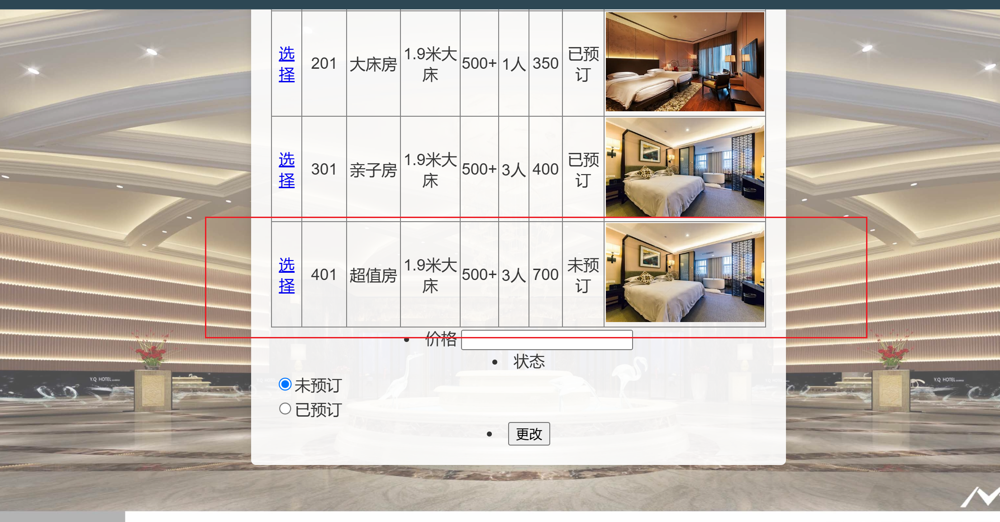 选择 201 大床房 1.9米大床 500+ 1人 350 已预订
选择 301 亲子房 1.9米大床 500+ 3人 400 已预订
选择 401 超值房 1.9米大床 500+ 3人 700 未预订
• 价格
• 状态
未预订
已预订
• 更改
Y.Q HOTEL
Y.Q HOTEL